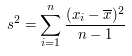 $s^2 = \sum_{i=1}^{n} \frac{(x_i - \overline{x})^2}{n-1}$